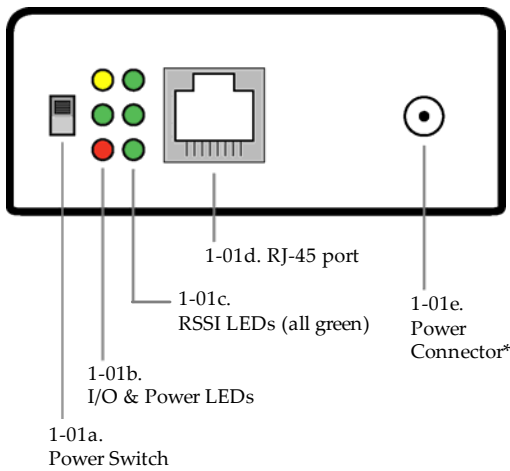 1-01d. RJ-45 port
1-01c.
RSSI LEDs (all green)
1-01e.
Power
Connector*
1-01b.
I/O & Power LEDs
1-01a.
Power Switch